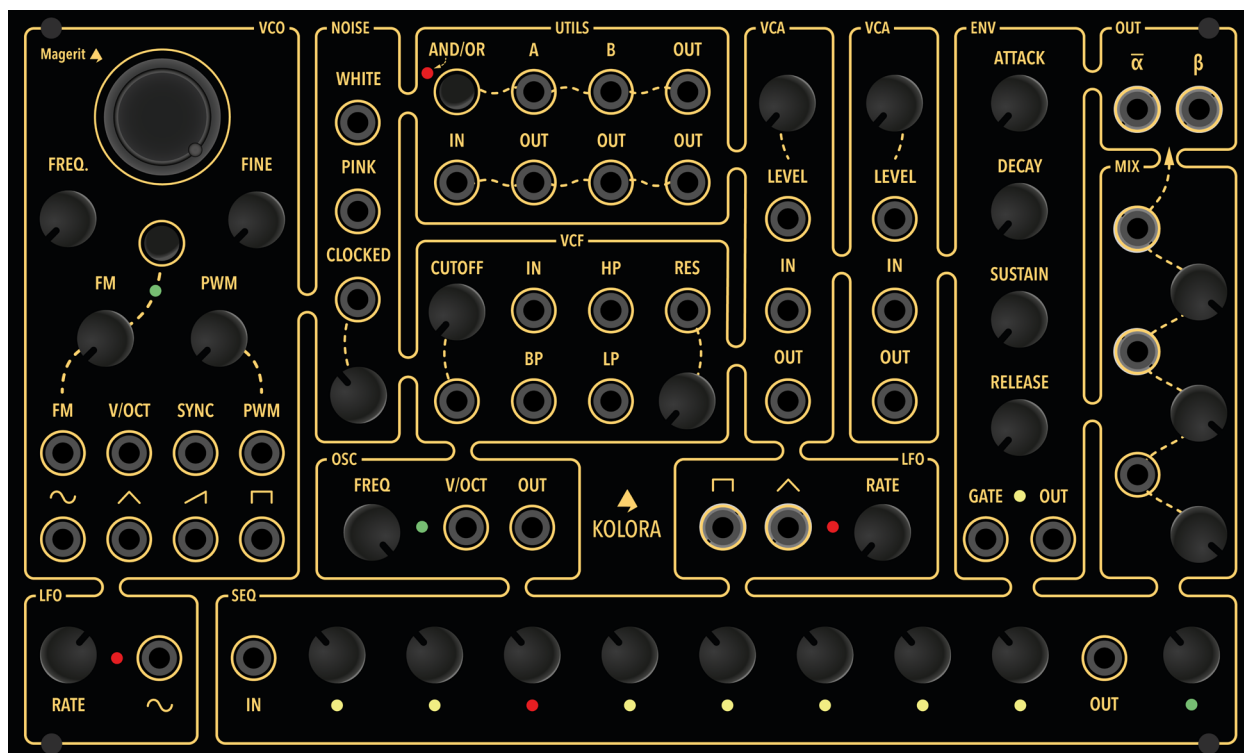 VCO
Magerit
FREQ.
FINE
FM
PWM
FM V/OCT SYNC PWM
NOISE
WHITE
PINK
CLOCKED
UTILS
AND/OR A B OUT
IN OUT OUT OUT
VCF
CUTOFF IN HP RES
BP LP
VCA
LEVEL
IN
OUT
VCA
LEVEL
IN
OUT
ENV
ATTACK
DECAY
SUSTAIN
RELEASE
GATE OUT
OUT
α̅ β
MIX
OSC
FREQ V/OCT OUT
KOLORA
LFO
RATE
LFO
RATE
SEQ
IN
OUT